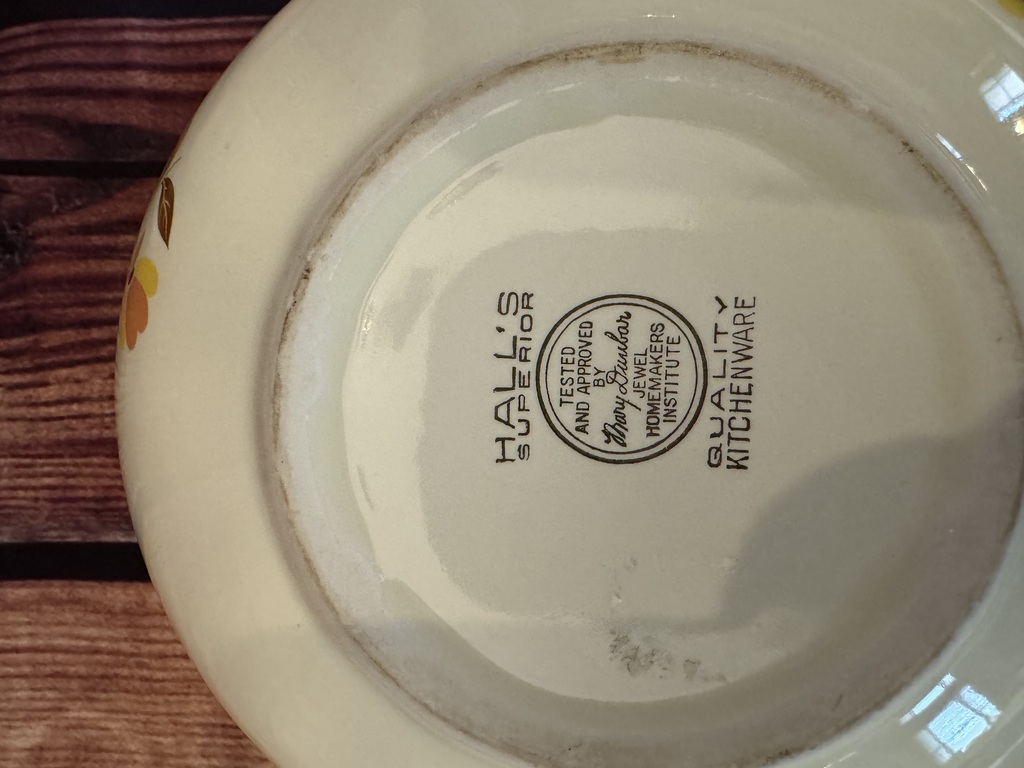 HALL'S
SUPERIOR
TESTED
AND APPROVED
BY
Mary Dunbar
JEWEL
HOMEMAKERS
INSTITUTE
QUALITY
KITCHENWARE